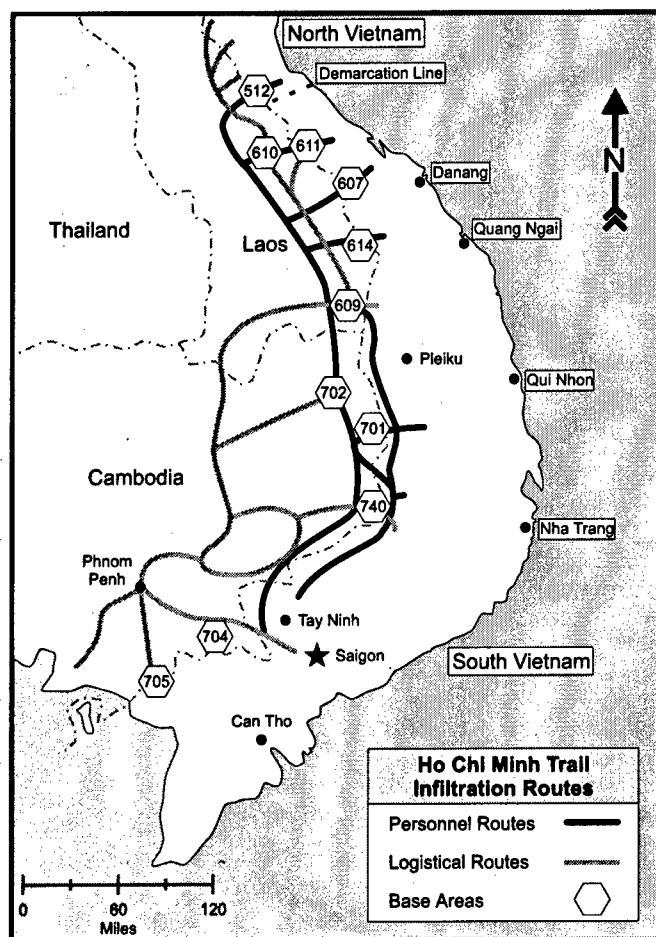 North Vietnam
Demarcation Line
512
610
611
607
N
Danang
Thailand
Laos
Quang Ngai
614
609
Pleiku
702
Qui Nhon
701
Cambodia
740
Nha Trang
Phnom
Penh
Tay Ninh
704
Saigon
South Vietnam
705
Can Tho
Ho Chi Minh Trail
Infiltration Routes
Personnel Routes
Logistical Routes
Base Areas
0 60 120
Miles